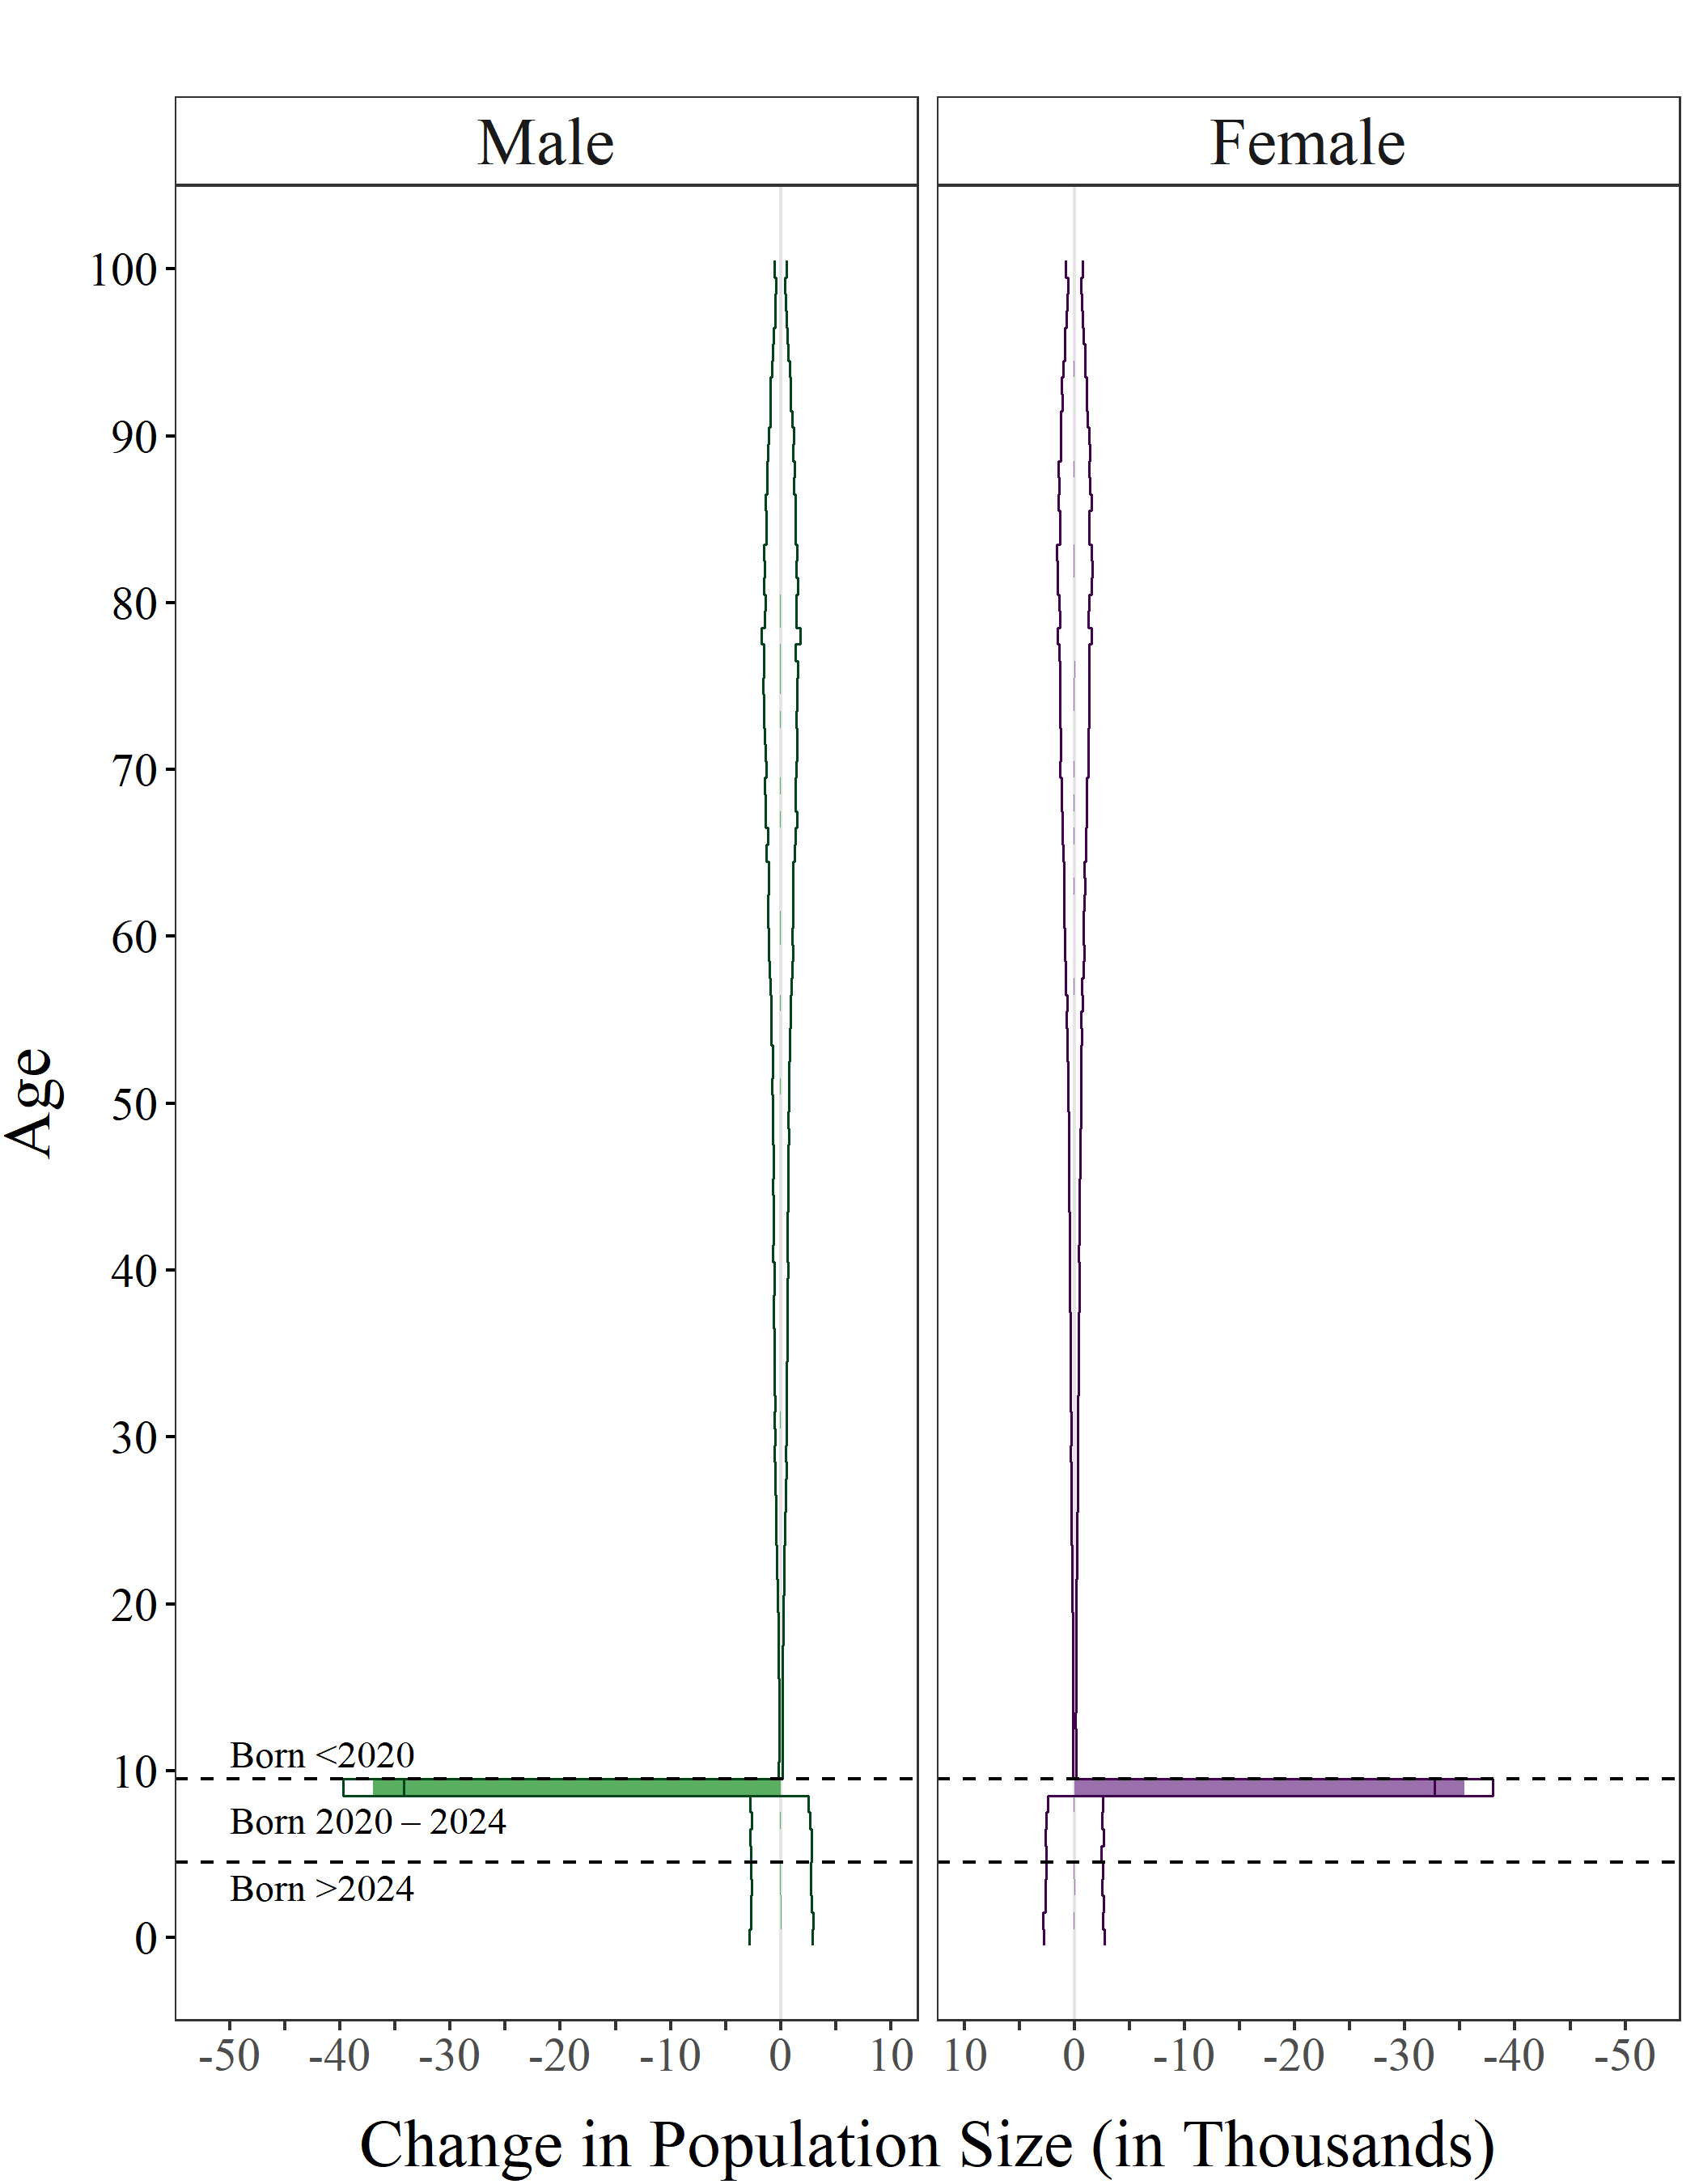 Male
Female
100
90
80
70
60
50
40
30
20
10
0
Age
Born <2020
Born 2020 – 2024
Born >2024
-50 -40 -30 -20 -10 0 10
10 0 -10 -20 -30 -40 -50
Change in Population Size (in Thousands)